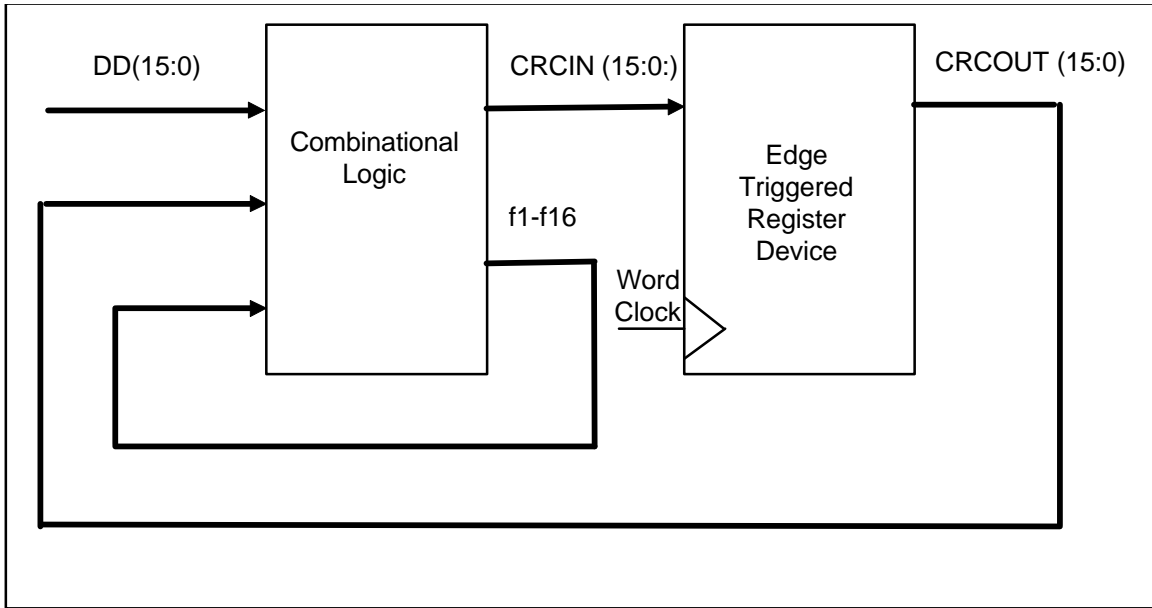 DD(15:0)
CRCIN (15:0:)
CRCOUT (15:0)
Combinational
Logic
Edge
Triggered
Register
Device
f1-f16
Word
Clock